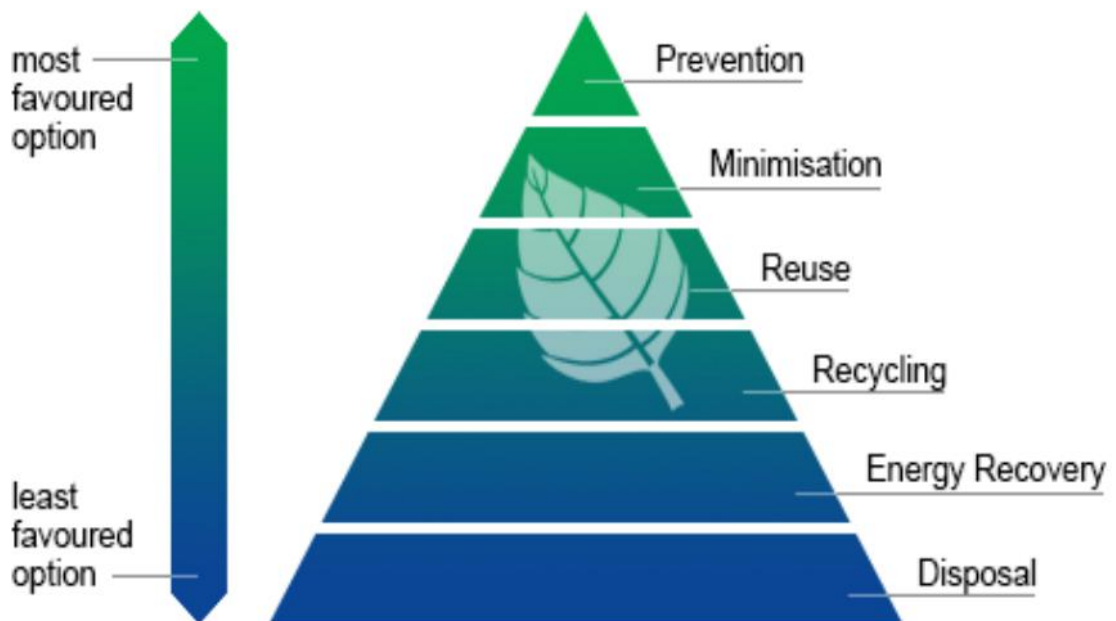 most
favoured
option
Prevention
Minimisation
Reuse
Recycling
Energy Recovery
least
favoured
option
Disposal